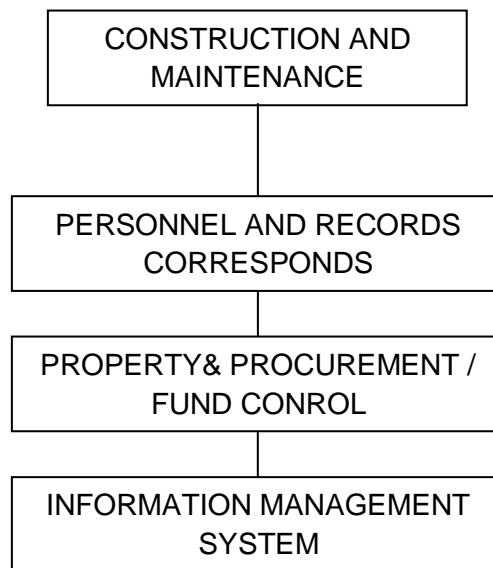 CONSTRUCTION AND
MAINTENANCE
PERSONNEL AND RECORDS
CORRESPONDS
PROPERTY& PROCUREMENT /
FUND CONROL
INFORMATION MANAGEMENT
SYSTEM